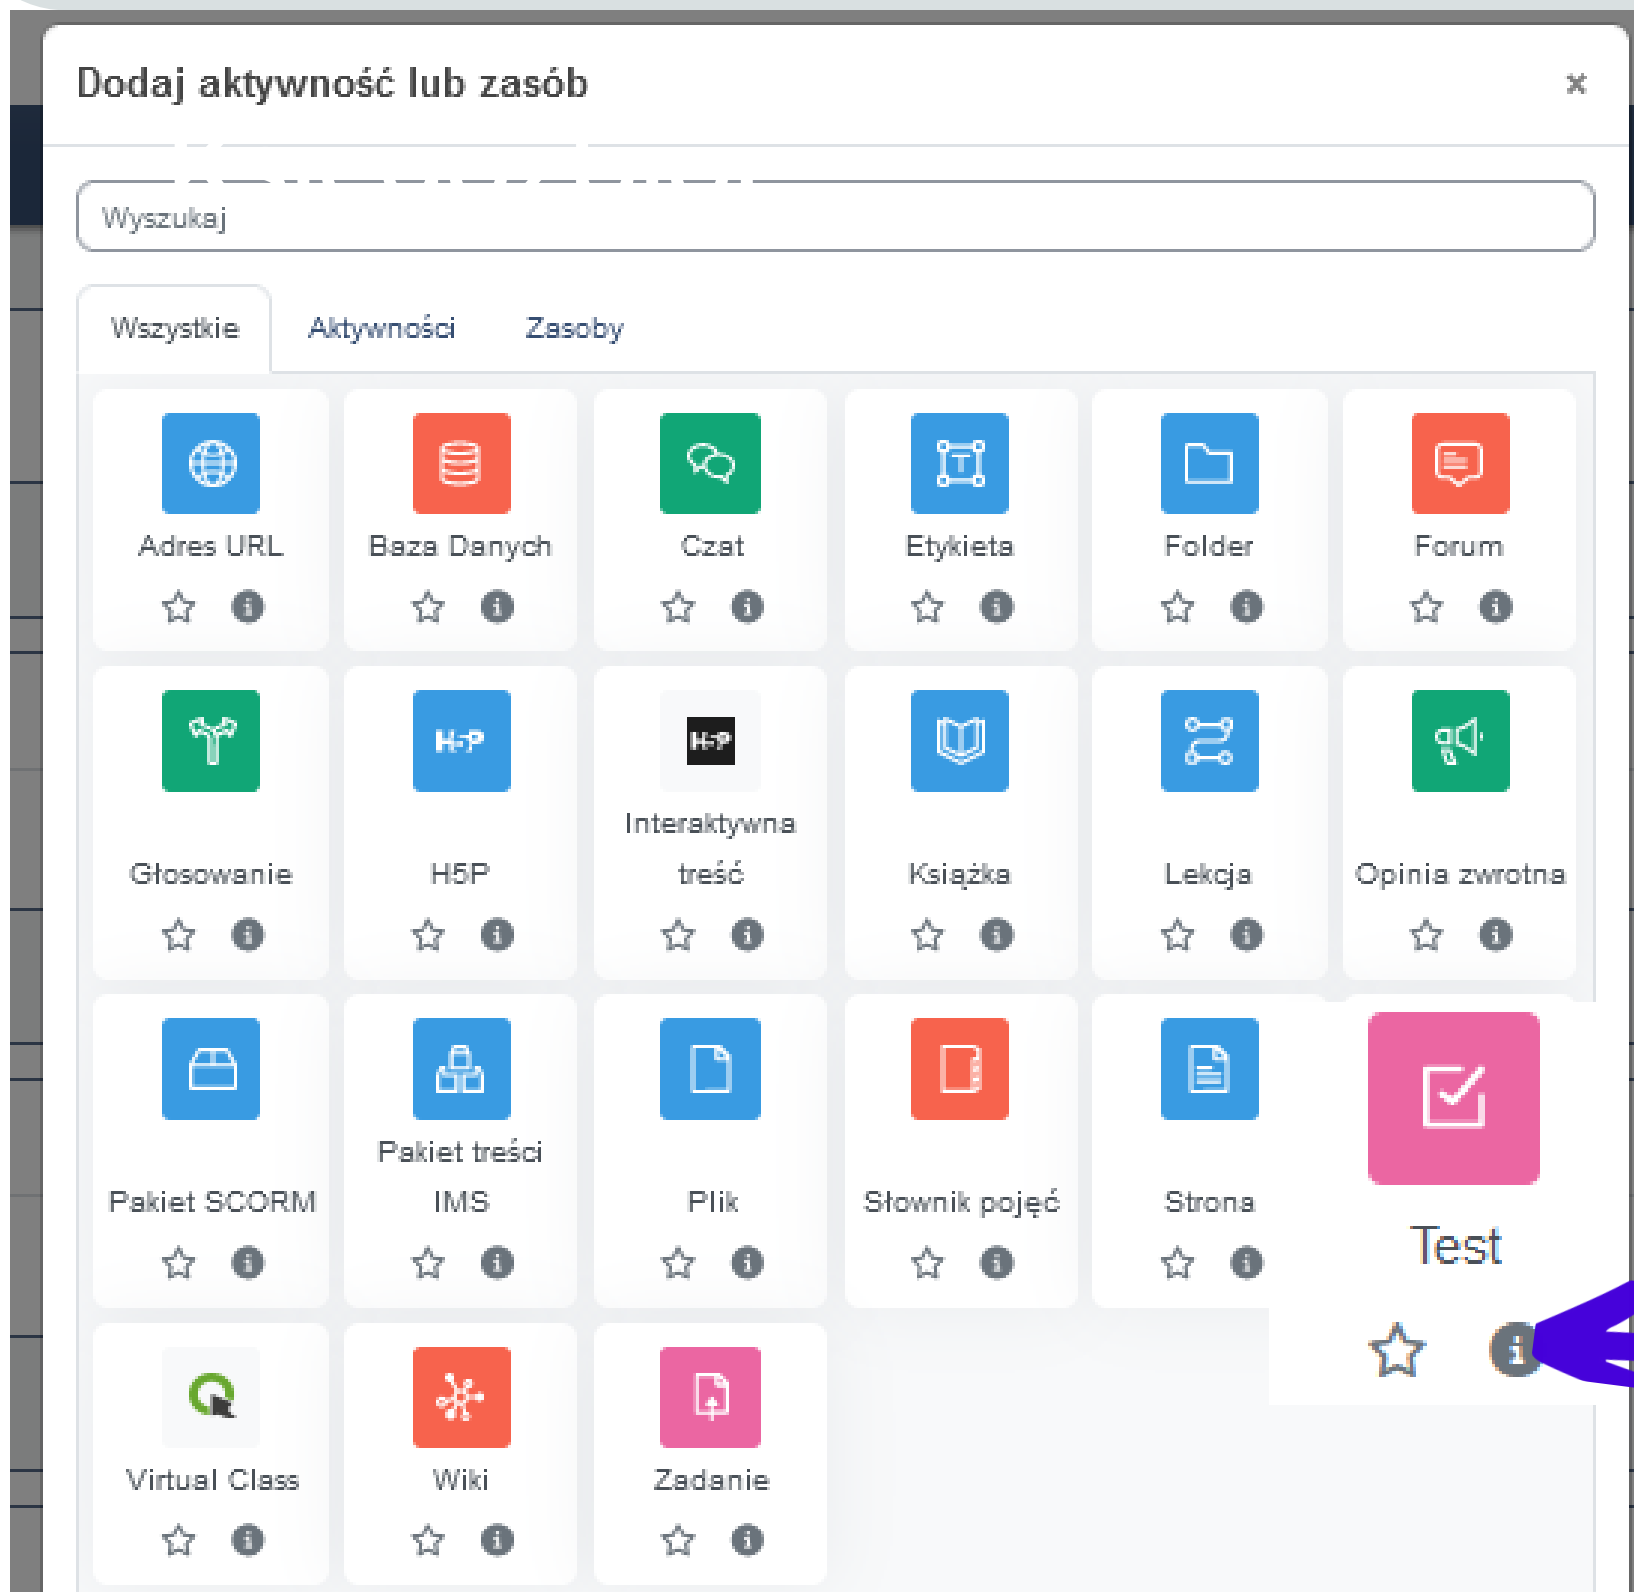 Dodaj aktywność lub zasób
Wyszukaj
Wszystkie Aktywności Zasoby
Adres URL Baza Danych Czat Etykieta Folder Forum
H5P H5P
Interaktywna
Głosowanie H5P treść Książka Lekcja Opinia zwrotna
Pakiet treści
Pakiet SCORM IMS Plik Słownik pojęć Strona
Test
Virtual Class Wiki Zadanie